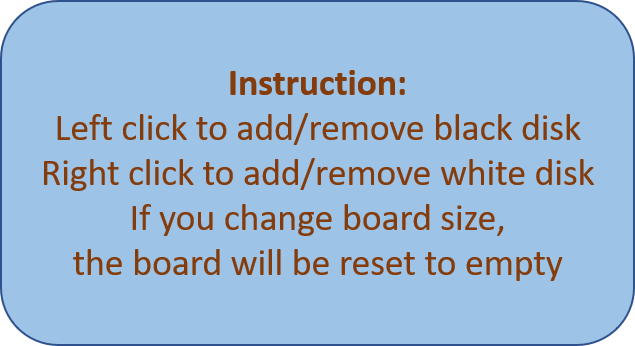 Instruction:
Left click to add/remove black disk
Right click to add/remove white disk
If you change board size,
the board will be reset to empty